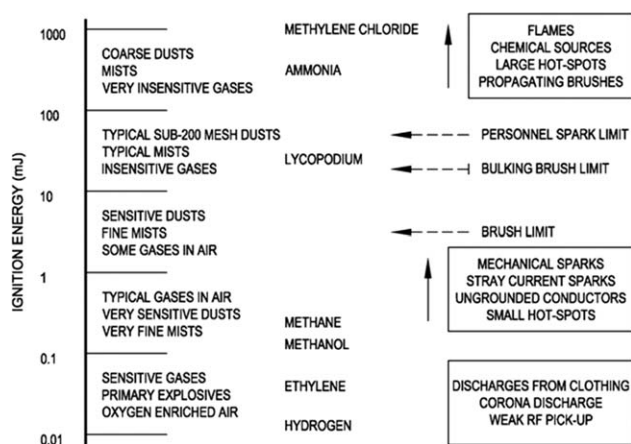 1000
METHYLENE CHLORIDE
FLAMES
CHEMICAL SOURCES
LARGE HOT-SPOTS
PROPAGATING BRUSHES
COARSE DUSTS
MISTS
VERY INSENSITIVE GASES
AMMONIA
100
TYPICAL SUB-200 MESH DUSTS
TYPICAL MISTS
INSENSITIVE GASES
LYCOPODIUM
PERSONNEL SPARK LIMIT
BULKING BRUSH LIMIT
10
IGNITION ENERGY (mJ)
SENSITIVE DUSTS
FINE MISTS
SOME GASES IN AIR
BRUSH LIMIT
1
MECHANICAL SPARKS
STRAY CURRENT SPARKS
UNGROUNDED CONDUCTORS
SMALL HOT-SPOTS
TYPICAL GASES IN AIR
VERY SENSITIVE DUSTS
VERY FINE MISTS
METHANE
METHANOL
0.1
SENSITIVE GASES
PRIMARY EXPLOSIVES
OXYGEN ENRICHED AIR
ETHYLENE
HYDROGEN
DISCHARGES FROM CLOTHING
CORONA DISCHARGE
WEAK RF PICK-UP
0.01